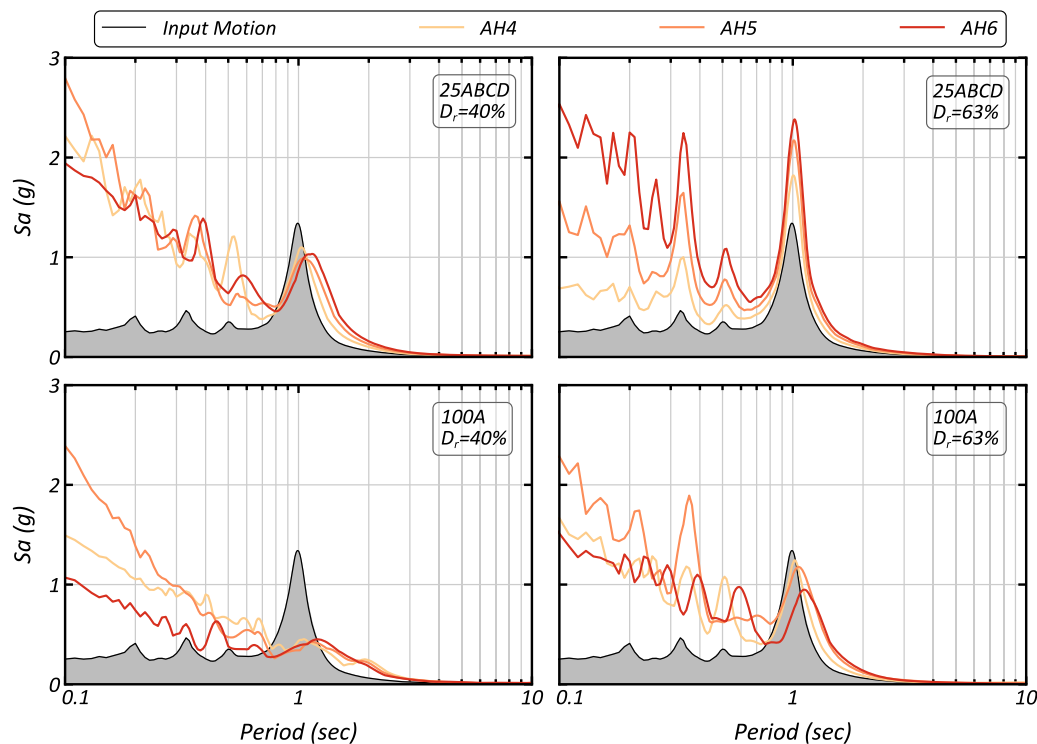 Input Motion AH4 AH5 AH6
3
2
1
0
Sa (g)
25ABCD
Dr=40%
25ABCD
Dr=63%
3
2
1
0
Sa (g)
100A
Dr=40%
100A
Dr=63%
0.1 1 10
0.1 1 10
Period (sec)
Period (sec)